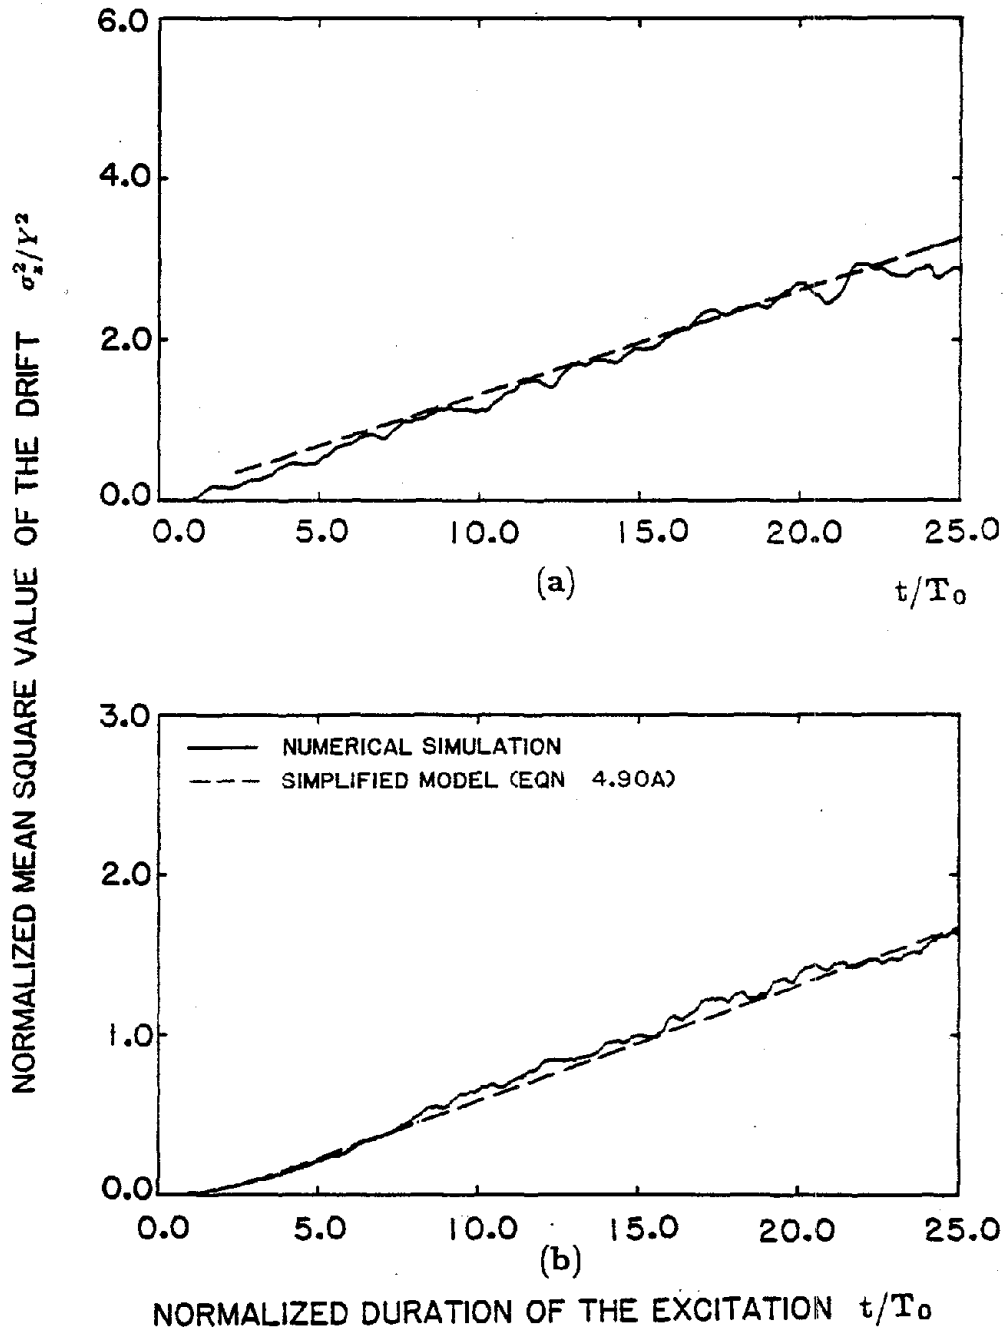 NORMALIZED MEAN SQUARE VALUE OF THE DRIFT σ_z^2/Y^2
6.0
4.0
2.0
0.0
0.0 5.0 10.0 15.0 20.0 25.0
(a) t/T₀
3.0
2.0
1.0
0.0
NUMERICAL SIMULATION
SIMPLIFIED MODEL (EQN 4.90A)
0.0 5.0 10.0 15.0 20.0 25.0
(b)
NORMALIZED DURATION OF THE EXCITATION t/T₀